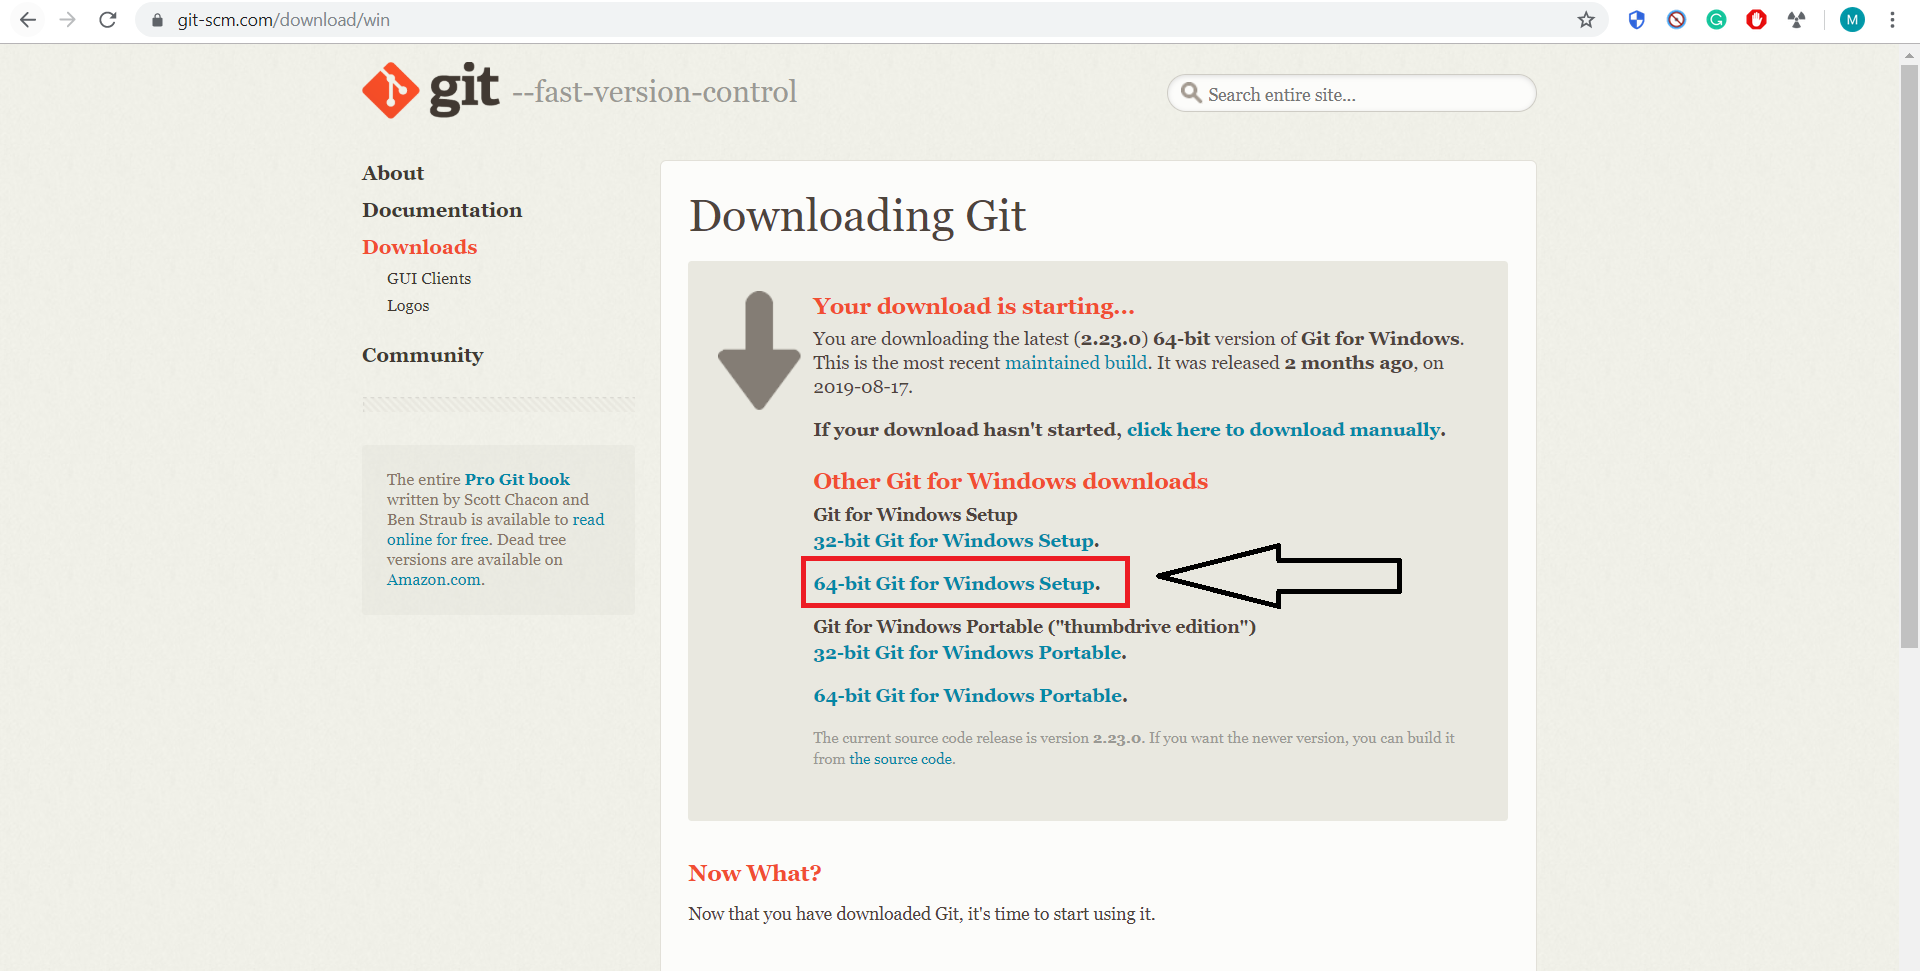 git-scm.com/download/win
M
git --fast-version-control
Search entire site...
About
Documentation
Downloads
GUI Clients
Logos
Community
The entire Pro Git book
written by Scott Chacon and
Ben Straub is available to read
online for free. Dead tree
versions are available on
Amazon.com.
Downloading Git
Your download is starting...
You are downloading the latest (2.23.0) 64-bit version of Git for Windows.
This is the most recent maintained build. It was released 2 months ago, on
2019-08-17.
If your download hasn't started, click here to download manually.
Other Git for Windows downloads
Git for Windows Setup
32-bit Git for Windows Setup.
64-bit Git for Windows Setup.
Git for Windows Portable ("thumbdrive edition")
32-bit Git for Windows Portable.
64-bit Git for Windows Portable.
The current source code release is version 2.23.0. If you want the newer version, you can build it
from the source code.
Now What?
Now that you have downloaded Git, it's time to start using it.